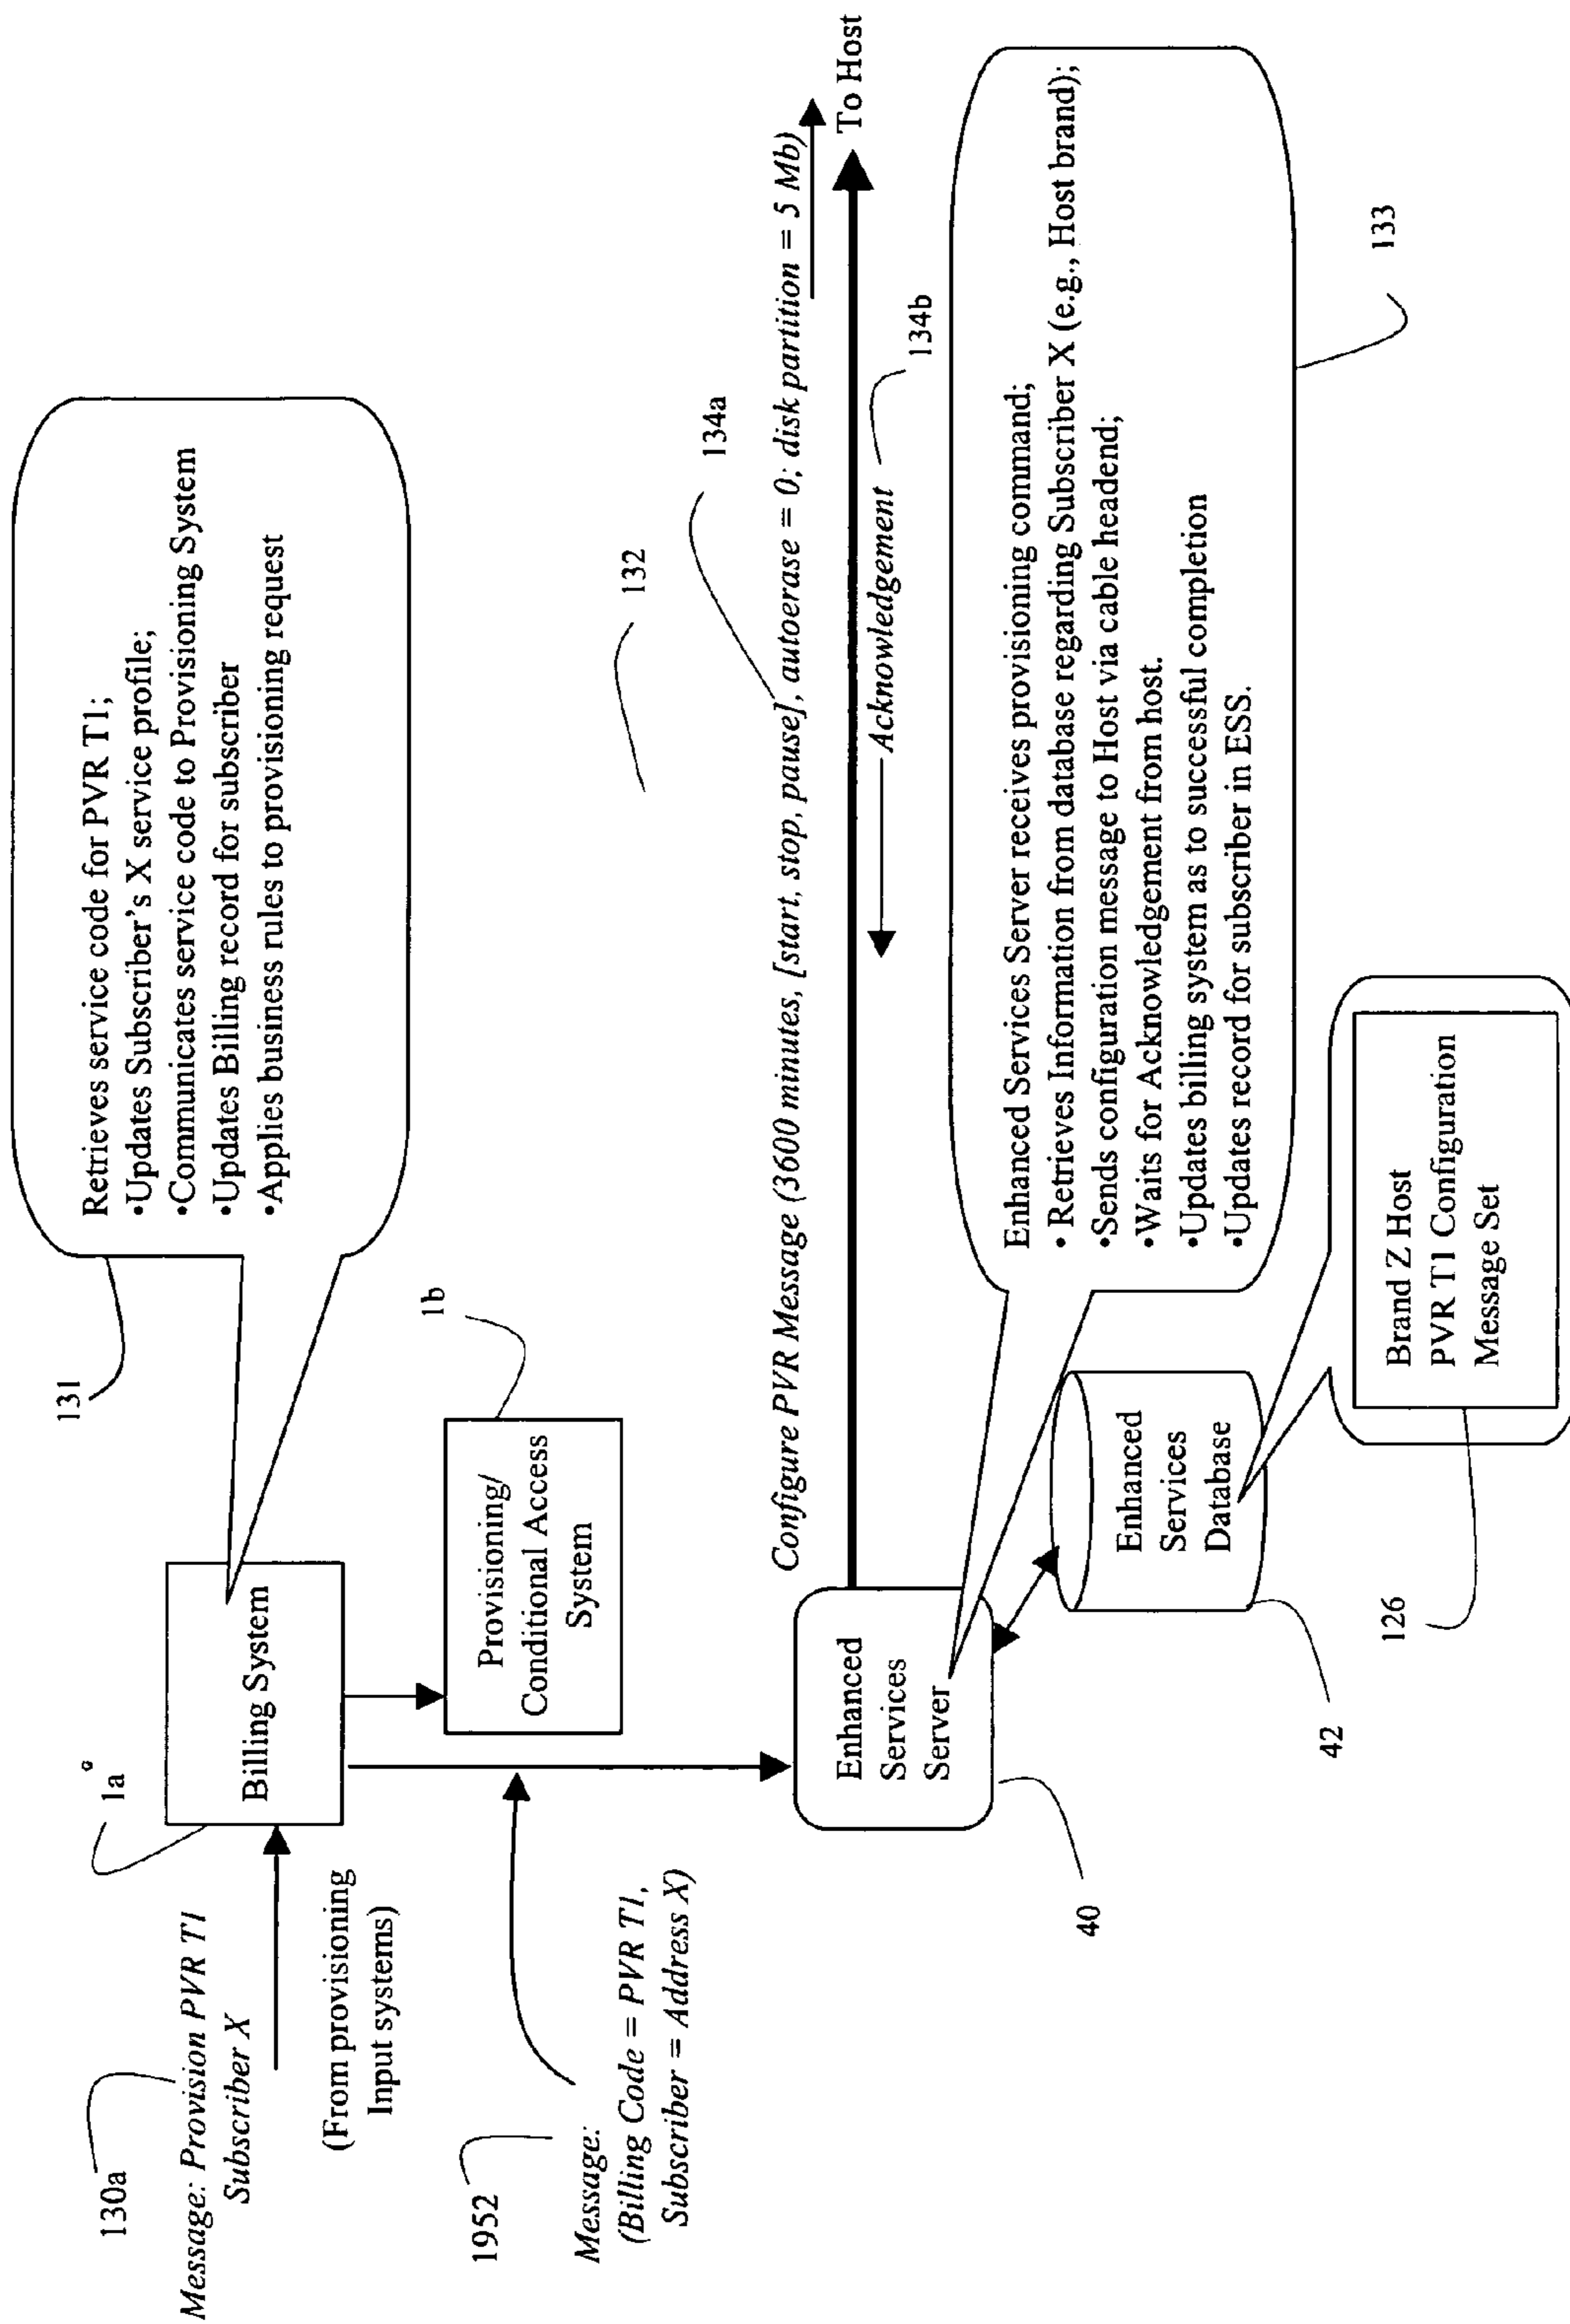 130a
Message: Provision PVR T1
Subscriber X
(From provisioning
Input systems)
1a
Billing System
131
Retrieves service code for PVR T1;
•Updates Subscriber's X service profile;
•Communicates service code to Provisioning System
•Updates Billing record for subscriber
•Applies business rules to provisioning request
1b
Provisioning/
Conditional Access
System
1952
Message:
(Billing Code = PVR T1,
Subscriber = Address X)
132
134a
Configure PVR Message (3600 minutes, [start, stop, pause], autoerase = 0; disk partition = 5 Mb)
To Host
Acknowledgement
134b
Enhanced
Services
Server
40
Enhanced Services Server receives provisioning command;
• Retrieves Information from database regarding Subscriber X (e.g., Host brand);
•Sends configuration message to Host via cable headend;
•Waits for Acknowledgement from host.
•Updates billing system as to successful completion
•Updates record for subscriber in ESS.
133
Enhanced
Services
Database
42
126
Brand Z Host
PVR T1 Configuration
Message Set